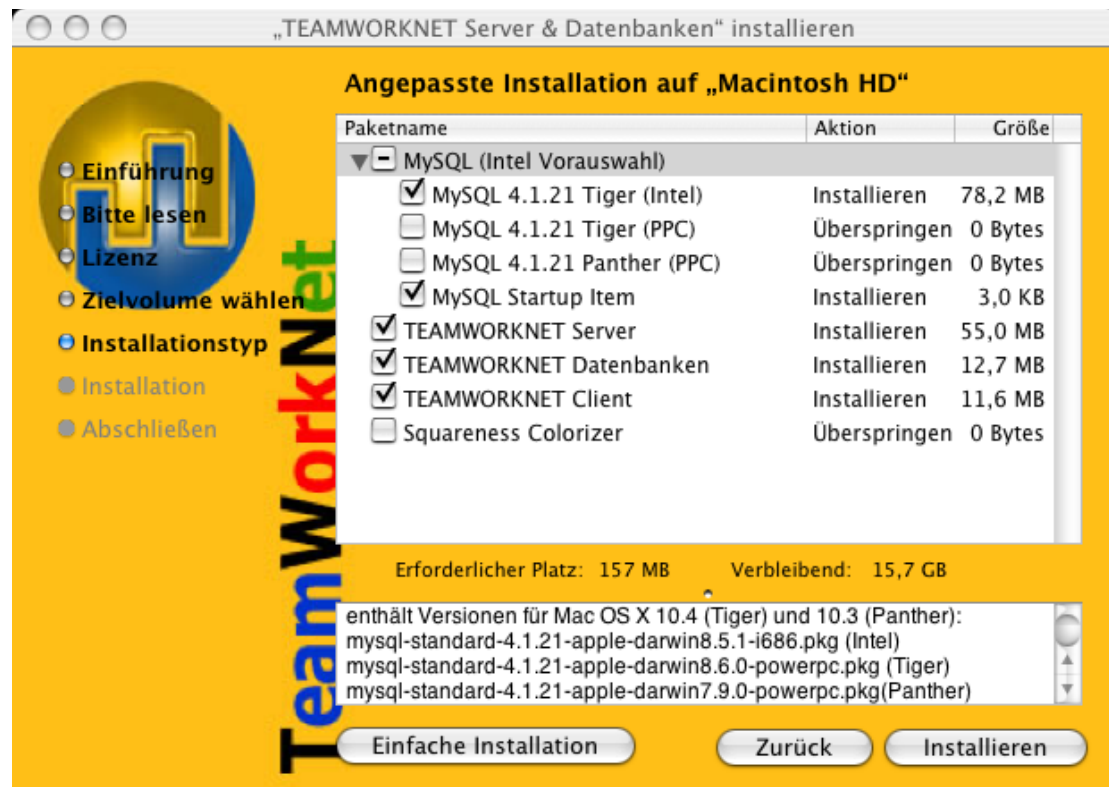 „TEAMWORKNET Server & Datenbanken“ installieren
Angepasste Installation auf „Macintosh HD“
Einführung
Bitte lesen
Lizenz
Zielvolume wählen
Installationstyp
Installation
Abschließen
TeamWorkNet
Paketname Aktion Größe
MySQL (Intel Vorauswahl)
MySQL 4.1.21 Tiger (Intel) Installieren 78,2 MB
MySQL 4.1.21 Tiger (PPC) Überspringen 0 Bytes
MySQL 4.1.21 Panther (PPC) Überspringen 0 Bytes
MySQL Startup Item Installieren 3,0 KB
TEAMWORKNET Server Installieren 55,0 MB
TEAMWORKNET Datenbanken Installieren 12,7 MB
TEAMWORKNET Client Installieren 11,6 MB
Squareness Colorizer Überspringen 0 Bytes
Erforderlicher Platz: 157 MB Verbleibend: 15,7 GB
enthält Versionen für Mac OS X 10.4 (Tiger) und 10.3 (Panther):
mysql-standard-4.1.21-apple-darwin8.5.1-i686.pkg (Intel)
mysql-standard-4.1.21-apple-darwin8.6.0-powerpc.pkg (Tiger)
mysql-standard-4.1.21-apple-darwin7.9.0-powerpc.pkg(Panther)
Einfache Installation Zurück Installieren